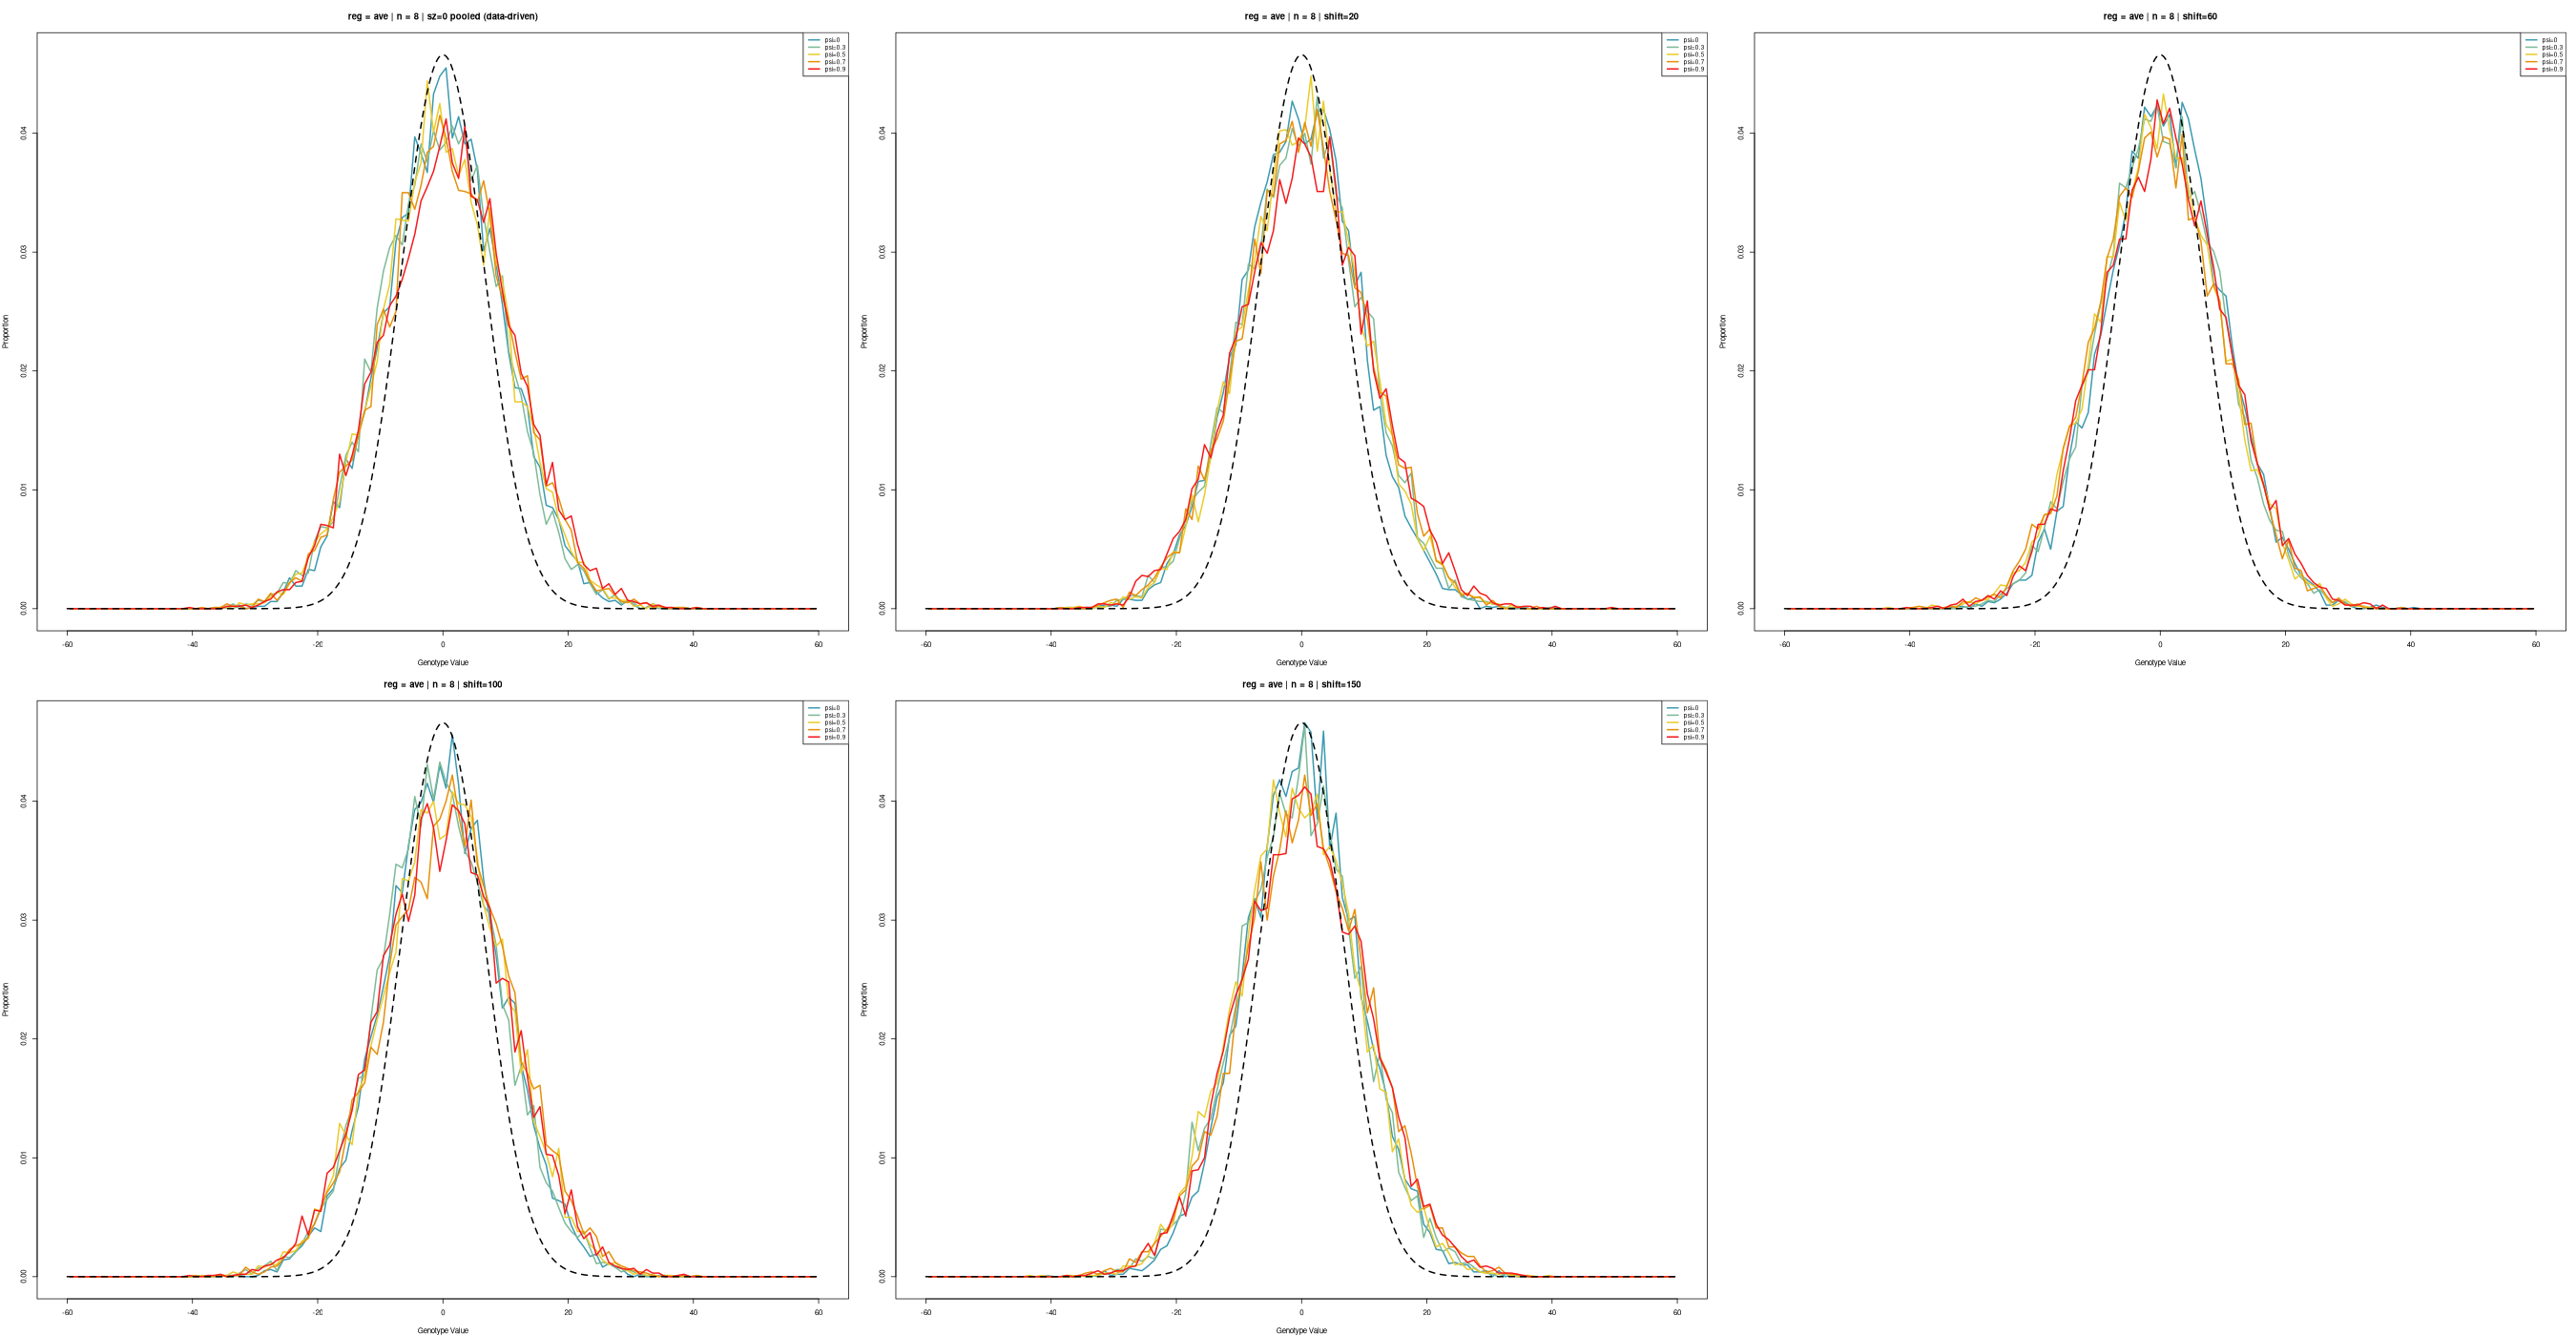 reg = ave | n = 8 | sz=0 pooled (data-driven)
psi=0
psi=0.3
psi=0.5
psi=0.7
psi=0.9
Proportion
0.04
0.03
0.02
0.01
0.00
-60 -40 -20 0 20 40 60
Genotype Value
reg = ave | n = 8 | shift=20
psi=0
psi=0.3
psi=0.5
psi=0.7
psi=0.9
Proportion
0.04
0.03
0.02
0.01
0.00
-60 -40 -20 0 20 40 60
Genotype Value
reg = ave | n = 8 | shift=60
psi=0
psi=0.3
psi=0.5
psi=0.7
psi=0.9
Proportion
0.04
0.03
0.02
0.01
0.00
-60 -40 -20 0 20 40 60
Genotype Value
reg = ave | n = 8 | shift=100
psi=0
psi=0.3
psi=0.5
psi=0.7
psi=0.9
Proportion
0.04
0.03
0.02
0.01
0.00
-60 -40 -20 0 20 40 60
Genotype Value
reg = ave | n = 8 | shift=150
psi=0
psi=0.3
psi=0.5
psi=0.7
psi=0.9
Proportion
0.04
0.03
0.02
0.01
0.00
-60 -40 -20 0 20 40 60
Genotype Value